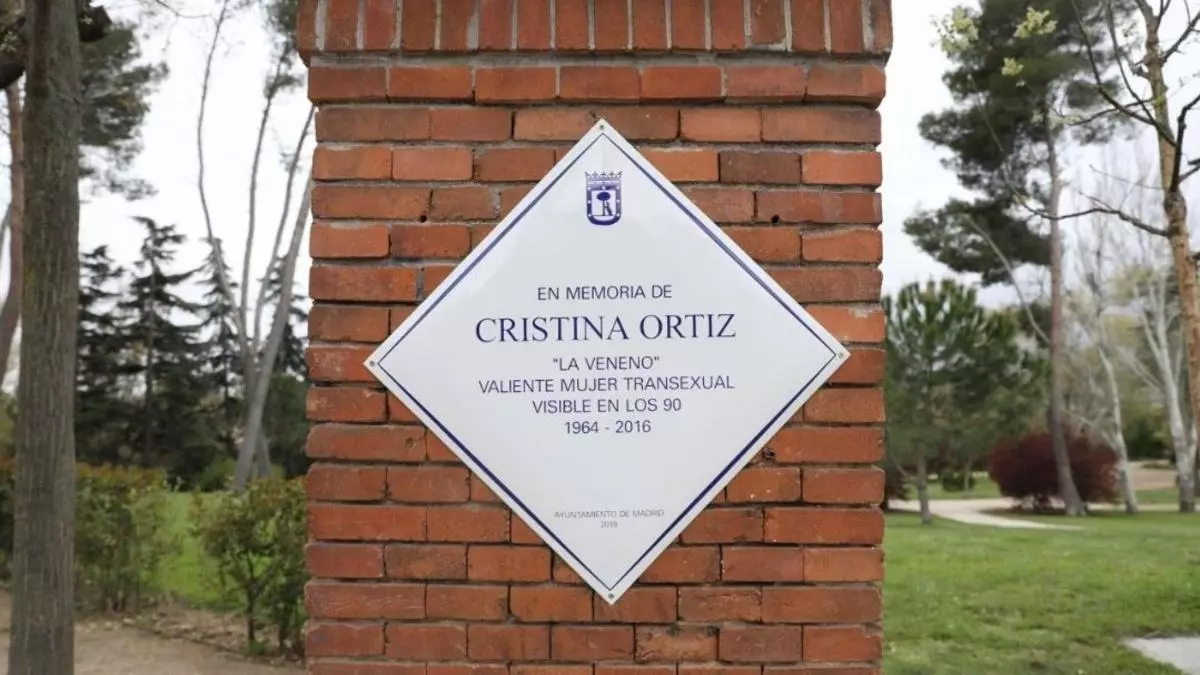 EN MEMORIA DE
CRISTINA ORTIZ
"LA VENENO"
VALIENTE MUJER TRANSEXUAL
VISIBLE EN LOS 90
1964 - 2016
AYUNTAMIENTO DE MADRID